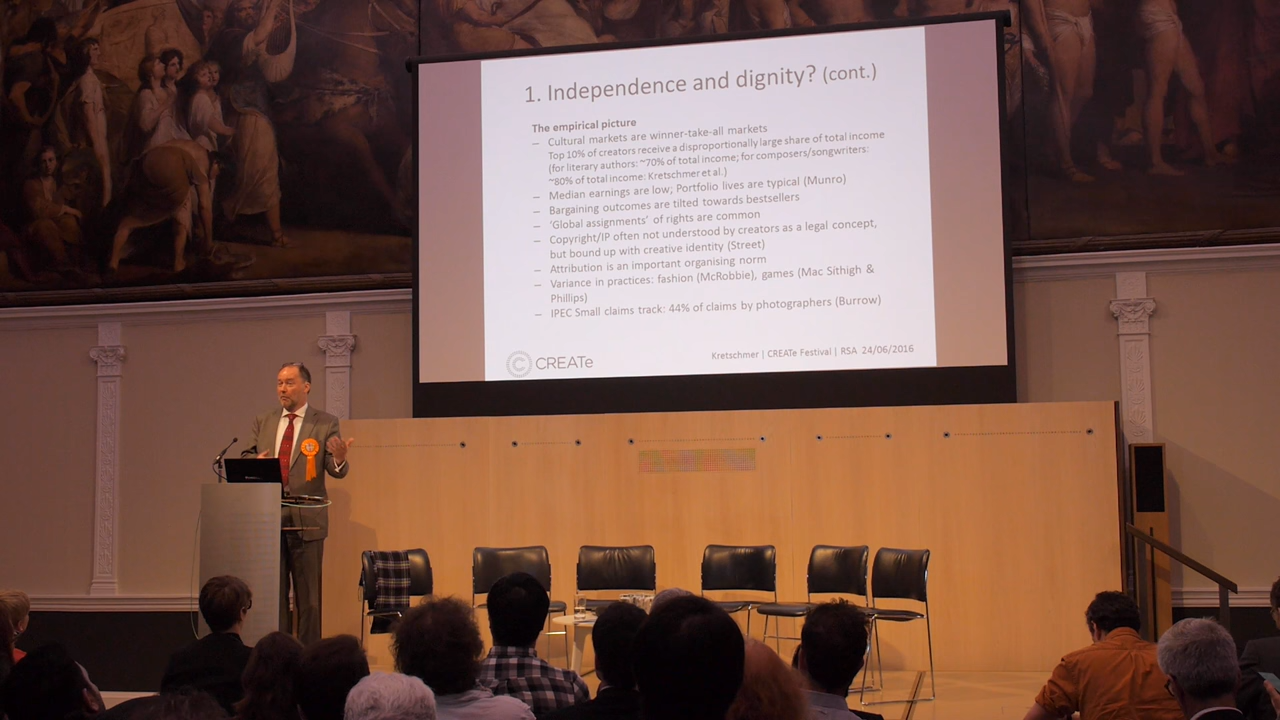 1. Independence and dignity? (cont.)
The empirical picture
– Cultural markets are winner-take-all markets
Top 10% of creators receive a disproportionally large share of total income
(for literary authors: ~70% of total income; for composers/songwriters:
~80% of total income: Kretschmer et al.)
– Median earnings are low; Portfolio lives are typical (Munro)
– Bargaining outcomes are tilted towards bestsellers
– 'Global assignments' of rights are common
– Copyright/IP often not understood by creators as a legal concept,
but bound up with creative identity (Street)
– Attribution is an important organising norm
– Variance in practices: fashion (McRobbie), games (Mac Síthigh &
Phillips)
– IPEC Small claims track: 44% of claims by photographers (Burrow)
© CREATe
Kretschmer | CREATe Festival | RSA 24/06/2016